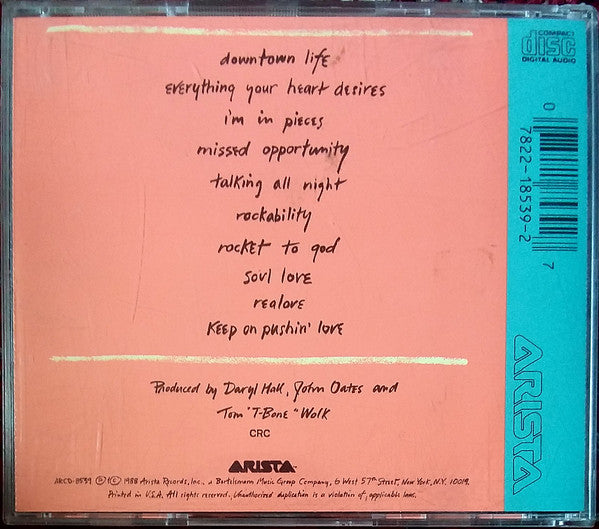 downtown life
everything your heart desires
i'm in pieces
missed opportunity
talking all night
rockability
rocket to god
soul love
realove
Keep on pushin' love
Produced by Daryl Hall, John Oates and
Tom "T-Bone" Wolk
CRC
ARISTA
ARCD-8539 Ⓟ+© 1988 Arista Records, Inc., a Bertelsmann Music Group Company, 6 West 57th Street, New York, N.Y. 10019.
Printed in U.S.A. All rights reserved. Unauthorized duplication is a violation of applicable laws.
COMPACT
disc
DIGITAL AUDIO
0
7822-18539-2
7
ARISTA